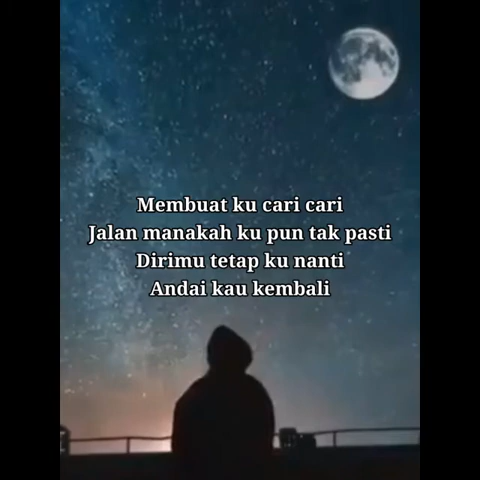 Membuat ku cari cari
Jalan manakah ku pun tak pasti
Dirimu tetap ku nanti
Andai kau kembali